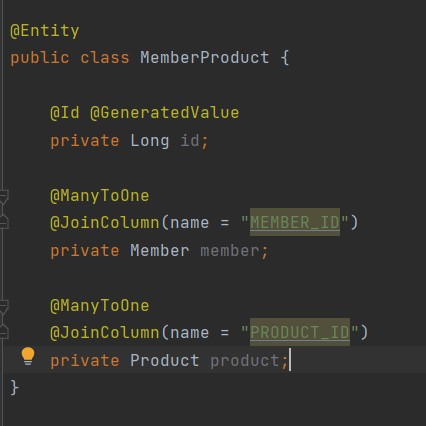 @Entity
public class MemberProduct {
@Id @GeneratedValue
private Long id;
@ManyToOne
@JoinColumn(name = "MEMBER_ID")
private Member member;
@ManyToOne
@JoinColumn(name = "PRODUCT_ID")
private Product product;
}